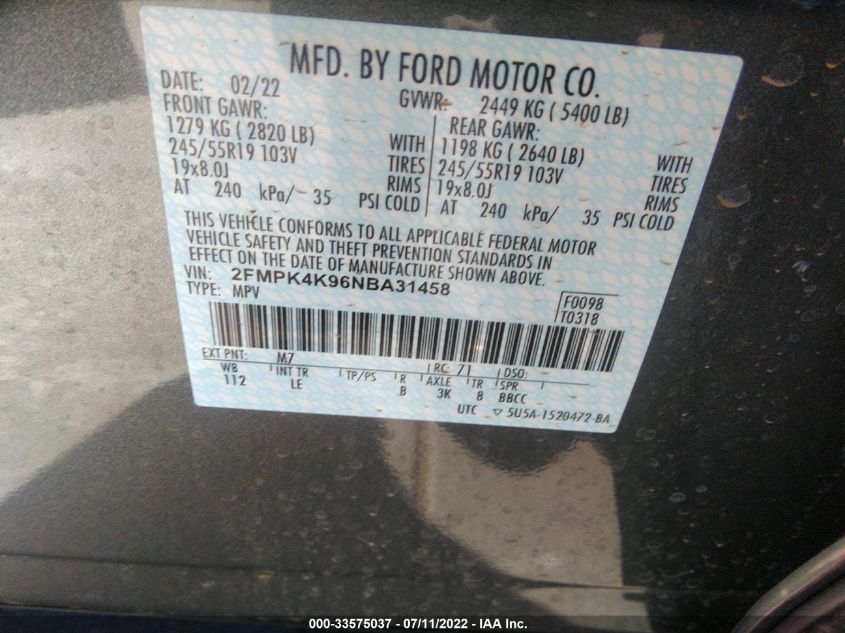 MFD. BY FORD MOTOR CO.
DATE: 02/22 GVWR: 2449 KG ( 5400 LB)
FRONT GAWR: REAR GAWR:
1279 KG ( 2820 LB) WITH 1198 KG ( 2640 LB) WITH
245/55R19 103V TIRES 245/55R19 103V TIRES
19x8.0J RIMS 19x8.0J RIMS
AT 240 kPa/ 35 PSI COLD AT 240 kPa/ 35 PSI COLD
THIS VEHICLE CONFORMS TO ALL APPLICABLE FEDERAL MOTOR
VEHICLE SAFETY AND THEFT PREVENTION STANDARDS IN
EFFECT ON THE DATE OF MANUFACTURE SHOWN ABOVE.
VIN: 2FMPK4K96NBA31458
TYPE: MPV F0098
T0318
EXT PNT: M7 RC: 71 DSO:
WB INT TR TP/PS R AXLE TR SPR
112 LE B 3K 8 BBCC
UTC ▽ 5U5A-1520472-BA
000-33575037 - 07/11/2022 - IAA Inc.